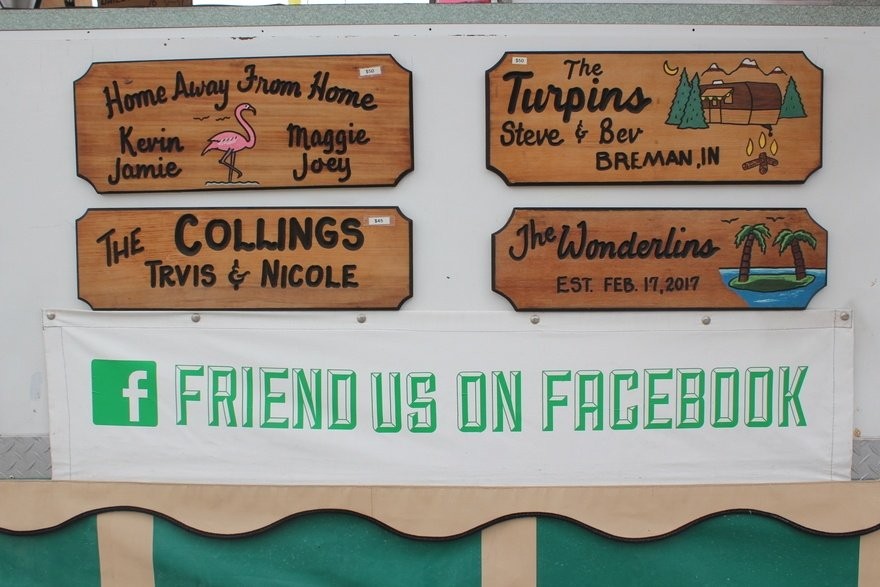 Home Away From Home
$50
Kevin Maggie
Jamie Joey
$50
The
Turpins
Steve & Bev
BREMAN, IN
THE COLLINGS
$45
TRVIS & NICOLE
The Wonderlins
EST. FEB. 17, 2017
f FRIEND US ON FACEBOOK